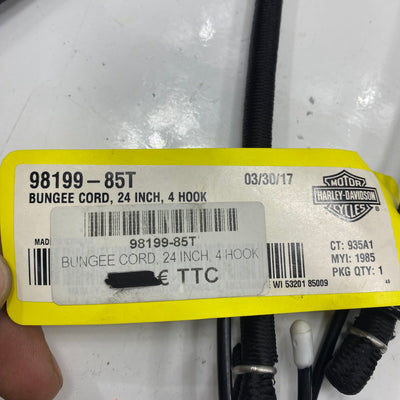 98199-85T
03/30/17
BUNGEE CORD, 24 INCH, 4 HOOK
MOTOR
HARLEY-DAVIDSON
CYCLES
MADE
98199-85T
BUNGEE CORD, 24 INCH, 4 HOOK
€ TTC
CT: 935A1
MYI: 1985
PKG QTY: 1
E WI 53201 85009